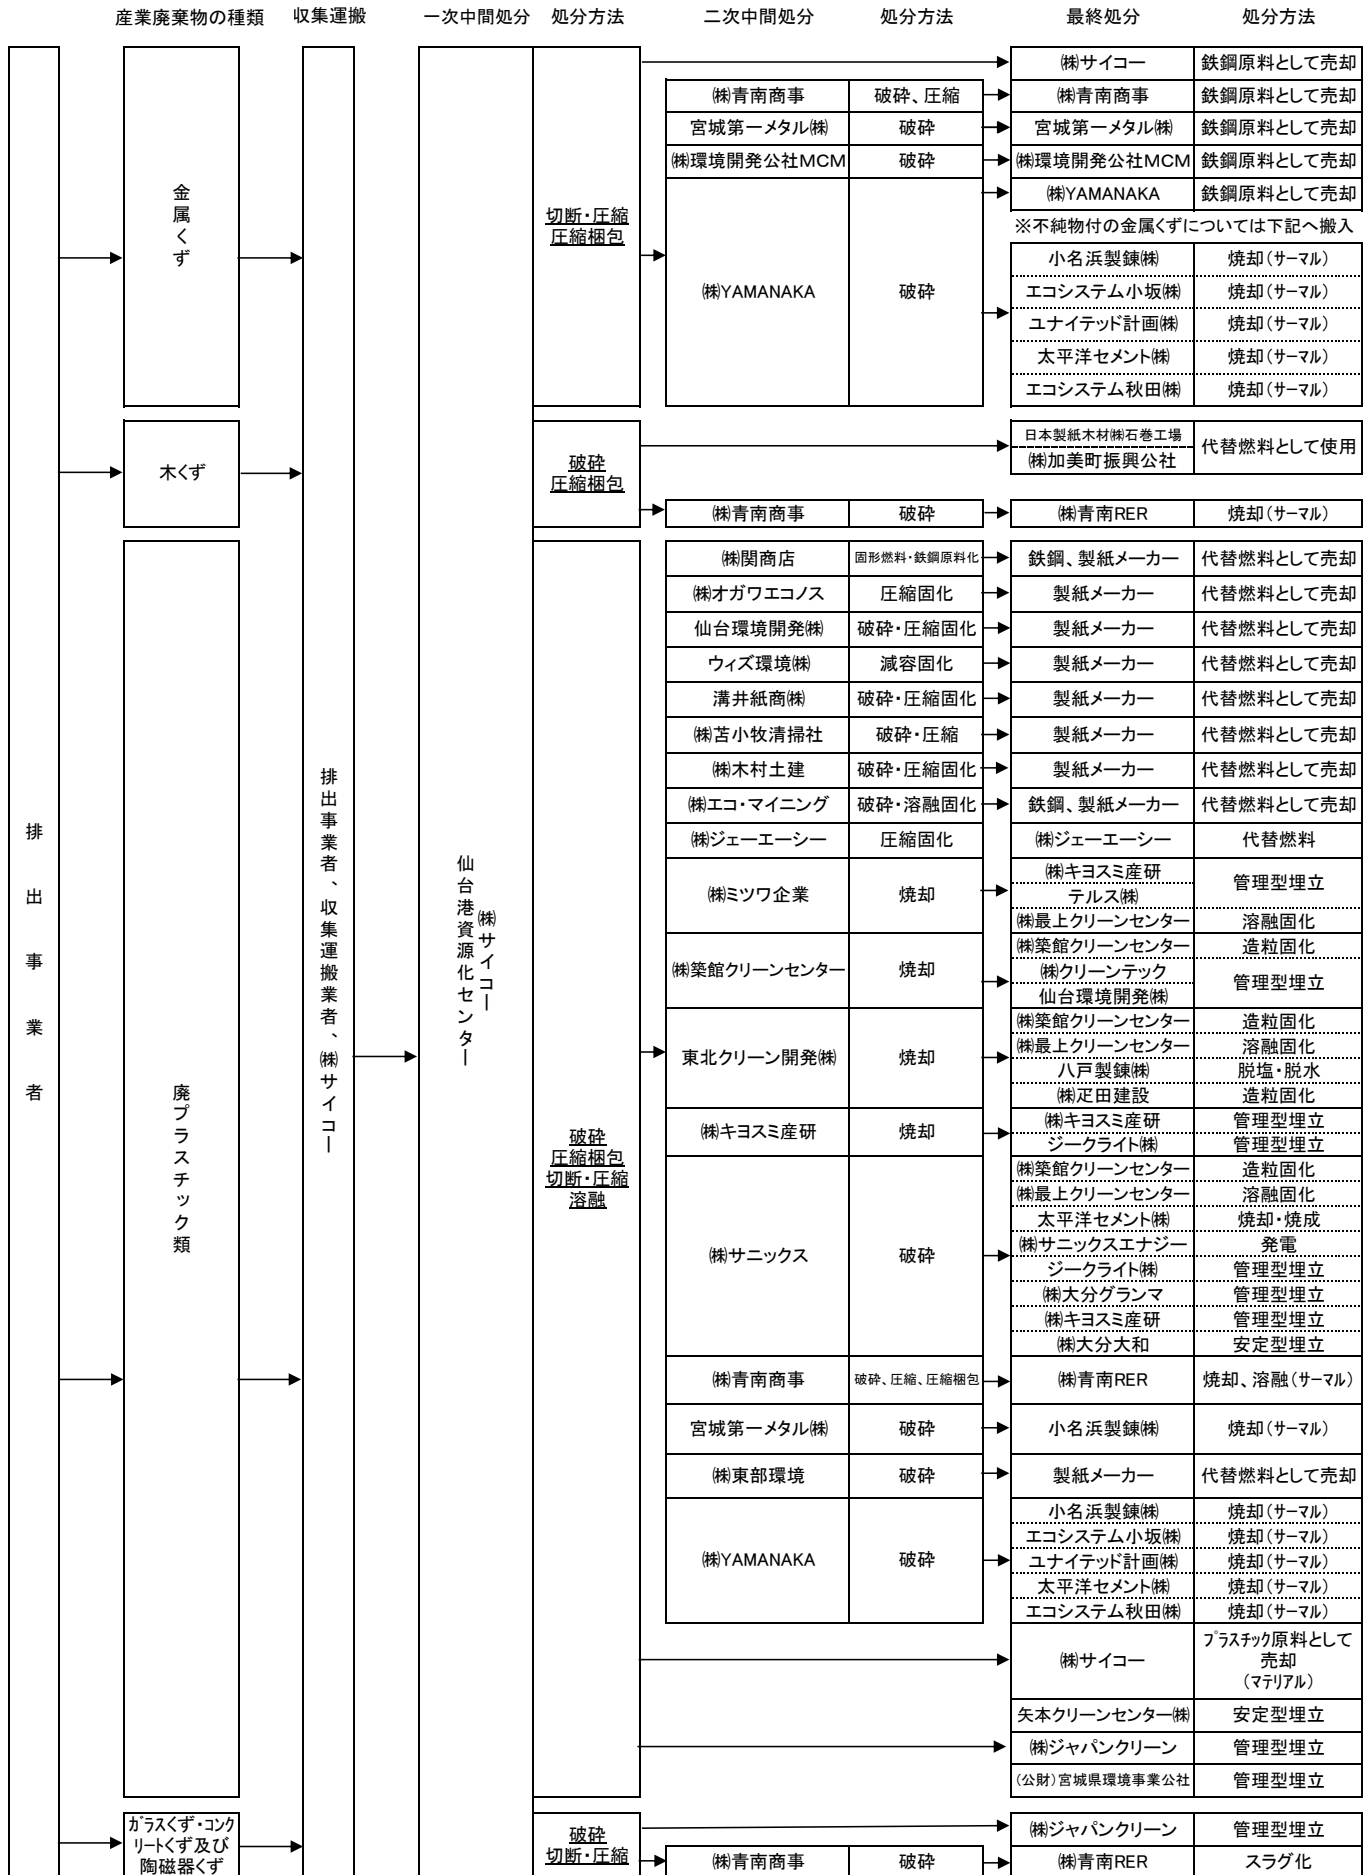 産業廃棄物の種類 収集運搬 一次中間処分 処分方法 二次中間処分 処分方法 最終処分 処分方法
排出事業者
排出事業者、収集運搬業者、㈱サイコー
㈱サイコー
仙台港資源化センター
金属くず
切断・圧縮
圧縮梱包
㈱サイコー 鉄鋼原料として売却
㈱青南商事 破砕、圧縮 ㈱青南商事 鉄鋼原料として売却
宮城第一メタル㈱ 破砕 宮城第一メタル㈱ 鉄鋼原料として売却
㈱環境開発公社MCM 破砕 ㈱環境開発公社MCM 鉄鋼原料として売却
㈱YAMANAKA 破砕
㈱YAMANAKA 鉄鋼原料として売却
※不純物付の金属くずについては下記へ搬入
小名浜製錬㈱ 焼却(サーマル)
エコシステム小坂㈱ 焼却(サーマル)
ユナイテッド計画㈱ 焼却(サーマル)
太平洋セメント㈱ 焼却(サーマル)
エコシステム秋田㈱ 焼却(サーマル)
木くず
破砕
圧縮梱包
日本製紙木材㈱石巻工場
㈱加美町振興公社
代替燃料として使用
㈱青南商事 破砕 ㈱青南RER 焼却(サーマル)
廃プラスチック類
破砕
圧縮梱包
切断・圧縮
溶融
㈱関商店 固形燃料・鉄鋼原料化 鉄鋼、製紙メーカー 代替燃料として売却
㈱オガワエコノス 圧縮固化 製紙メーカー 代替燃料として売却
仙台環境開発㈱ 破砕・圧縮固化 製紙メーカー 代替燃料として売却
ウィズ環境㈱ 減容固化 製紙メーカー 代替燃料として売却
溝井紙商㈱ 破砕・圧縮固化 製紙メーカー 代替燃料として売却
㈱苫小牧清掃社 破砕・圧縮 製紙メーカー 代替燃料として売却
㈱木村土建 破砕・圧縮固化 製紙メーカー 代替燃料として売却
㈱エコ・マイニング 破砕・溶融固化 鉄鋼、製紙メーカー 代替燃料として売却
㈱ジェーエーシー 圧縮固化 ㈱ジェーエーシー 代替燃料
㈱ミツワ企業 焼却
㈱キヨスミ産研
テルス㈱
管理型埋立
㈱最上クリーンセンター 溶融固化
㈱築館クリーンセンター 焼却
㈱築館クリーンセンター 造粒固化
㈱クリーンテック
仙台環境開発㈱
管理型埋立
東北クリーン開発㈱ 焼却
㈱築館クリーンセンター 造粒固化
㈱最上クリーンセンター 溶融固化
八戸製錬㈱ 脱塩・脱水
㈱疋田建設 造粒固化
㈱キヨスミ産研 焼却
㈱キヨスミ産研 管理型埋立
ジークライト㈱ 管理型埋立
㈱サニックス 破砕
㈱築館クリーンセンター 造粒固化
㈱最上クリーンセンター 溶融固化
太平洋セメント㈱ 焼却・焼成
㈱サニックスエナジー 発電
ジークライト㈱ 管理型埋立
㈱大分グランマ 管理型埋立
㈱キヨスミ産研 管理型埋立
㈱大分大和 安定型埋立
㈱青南商事 破砕、圧縮、圧縮梱包 ㈱青南RER 焼却、溶融(サーマル)
宮城第一メタル㈱ 破砕 小名浜製錬㈱ 焼却(サーマル)
㈱東部環境 破砕 製紙メーカー 代替燃料として売却
㈱YAMANAKA 破砕
小名浜製錬㈱ 焼却(サーマル)
エコシステム小坂㈱ 焼却(サーマル)
ユナイテッド計画㈱ 焼却(サーマル)
太平洋セメント㈱ 焼却(サーマル)
エコシステム秋田㈱ 焼却(サーマル)
㈱サイコー
プラスチック原料として
売却
(マテリアル)
矢本クリーンセンター㈱ 安定型埋立
㈱ジャパンクリーン 管理型埋立
(公財)宮城県環境事業公社 管理型埋立
ガラスくず・コンク
リートくず及び
陶磁器くず
破砕
切断・圧縮
㈱ジャパンクリーン 管理型埋立
㈱青南商事 破砕 ㈱青南RER スラグ化